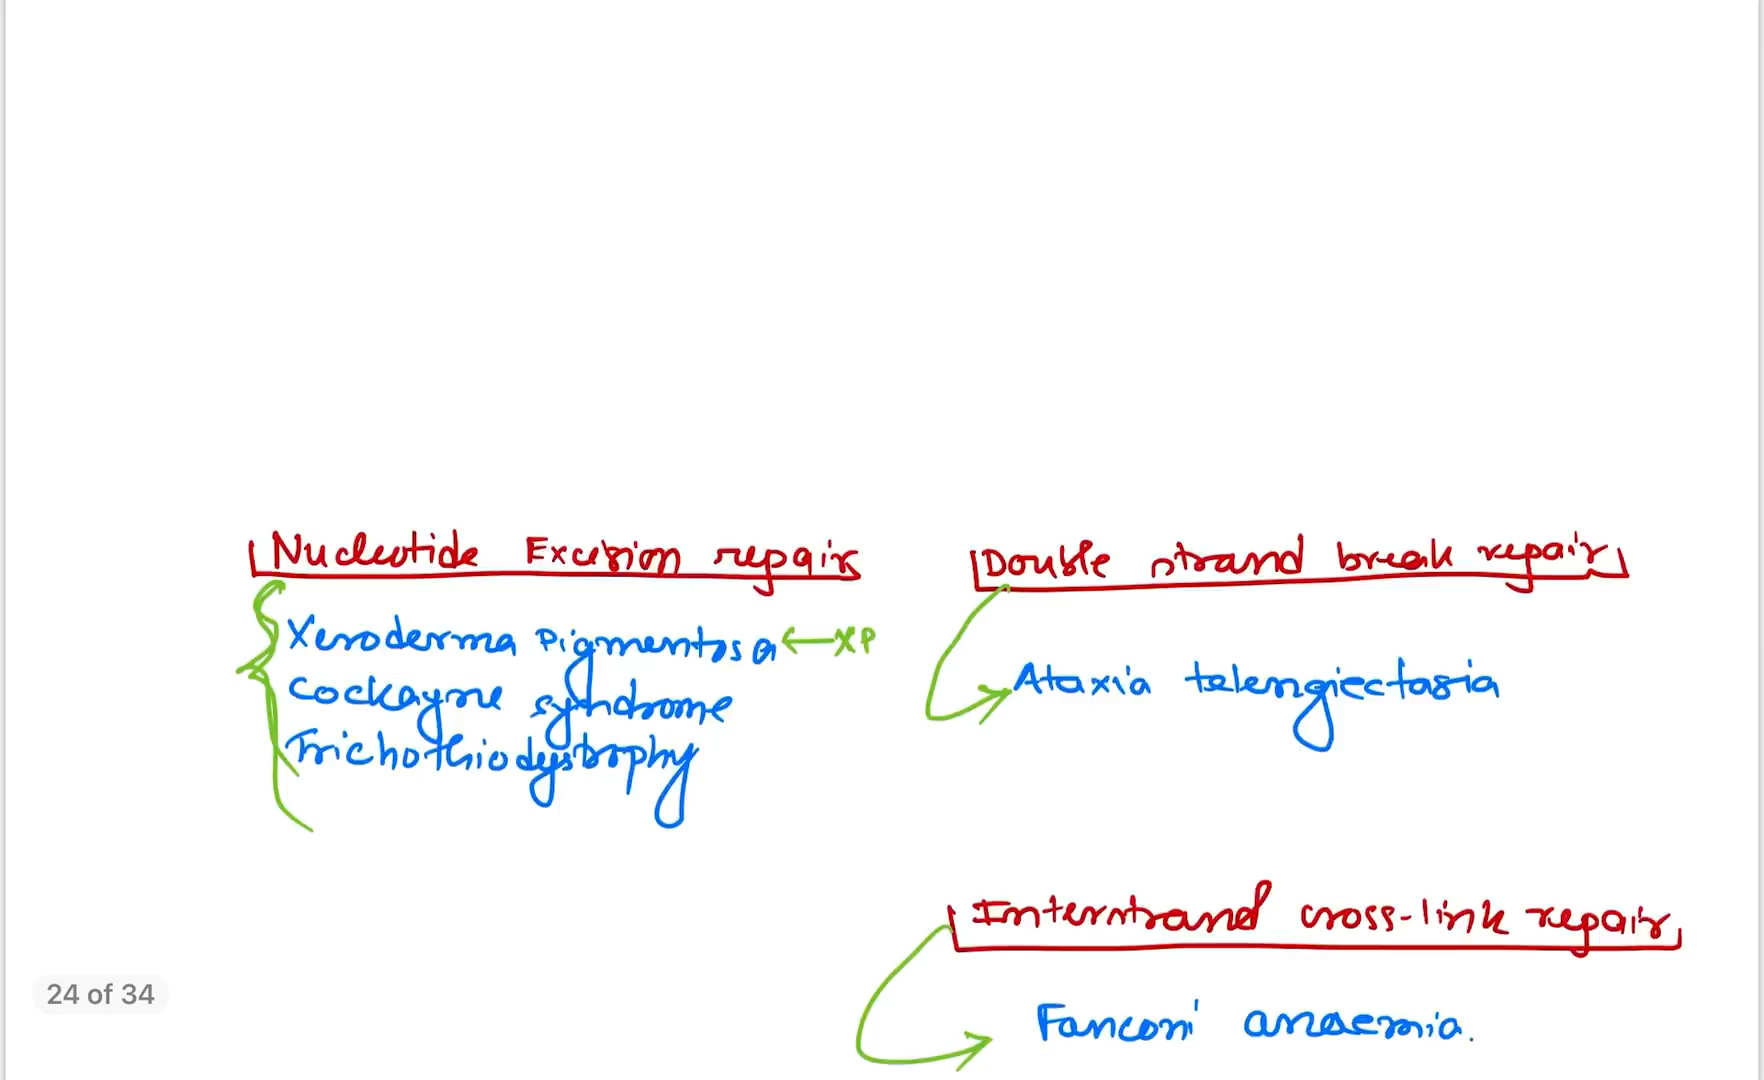 Nucleotide Excision repair
Xeroderma Pigmentosa ← XP
Cockayne syndrome
Trichothiodystrophy
Double strand break repair
Ataxia telengiectasia
Interstrand cross-link repair
Fanconi anaemia.
24 of 34